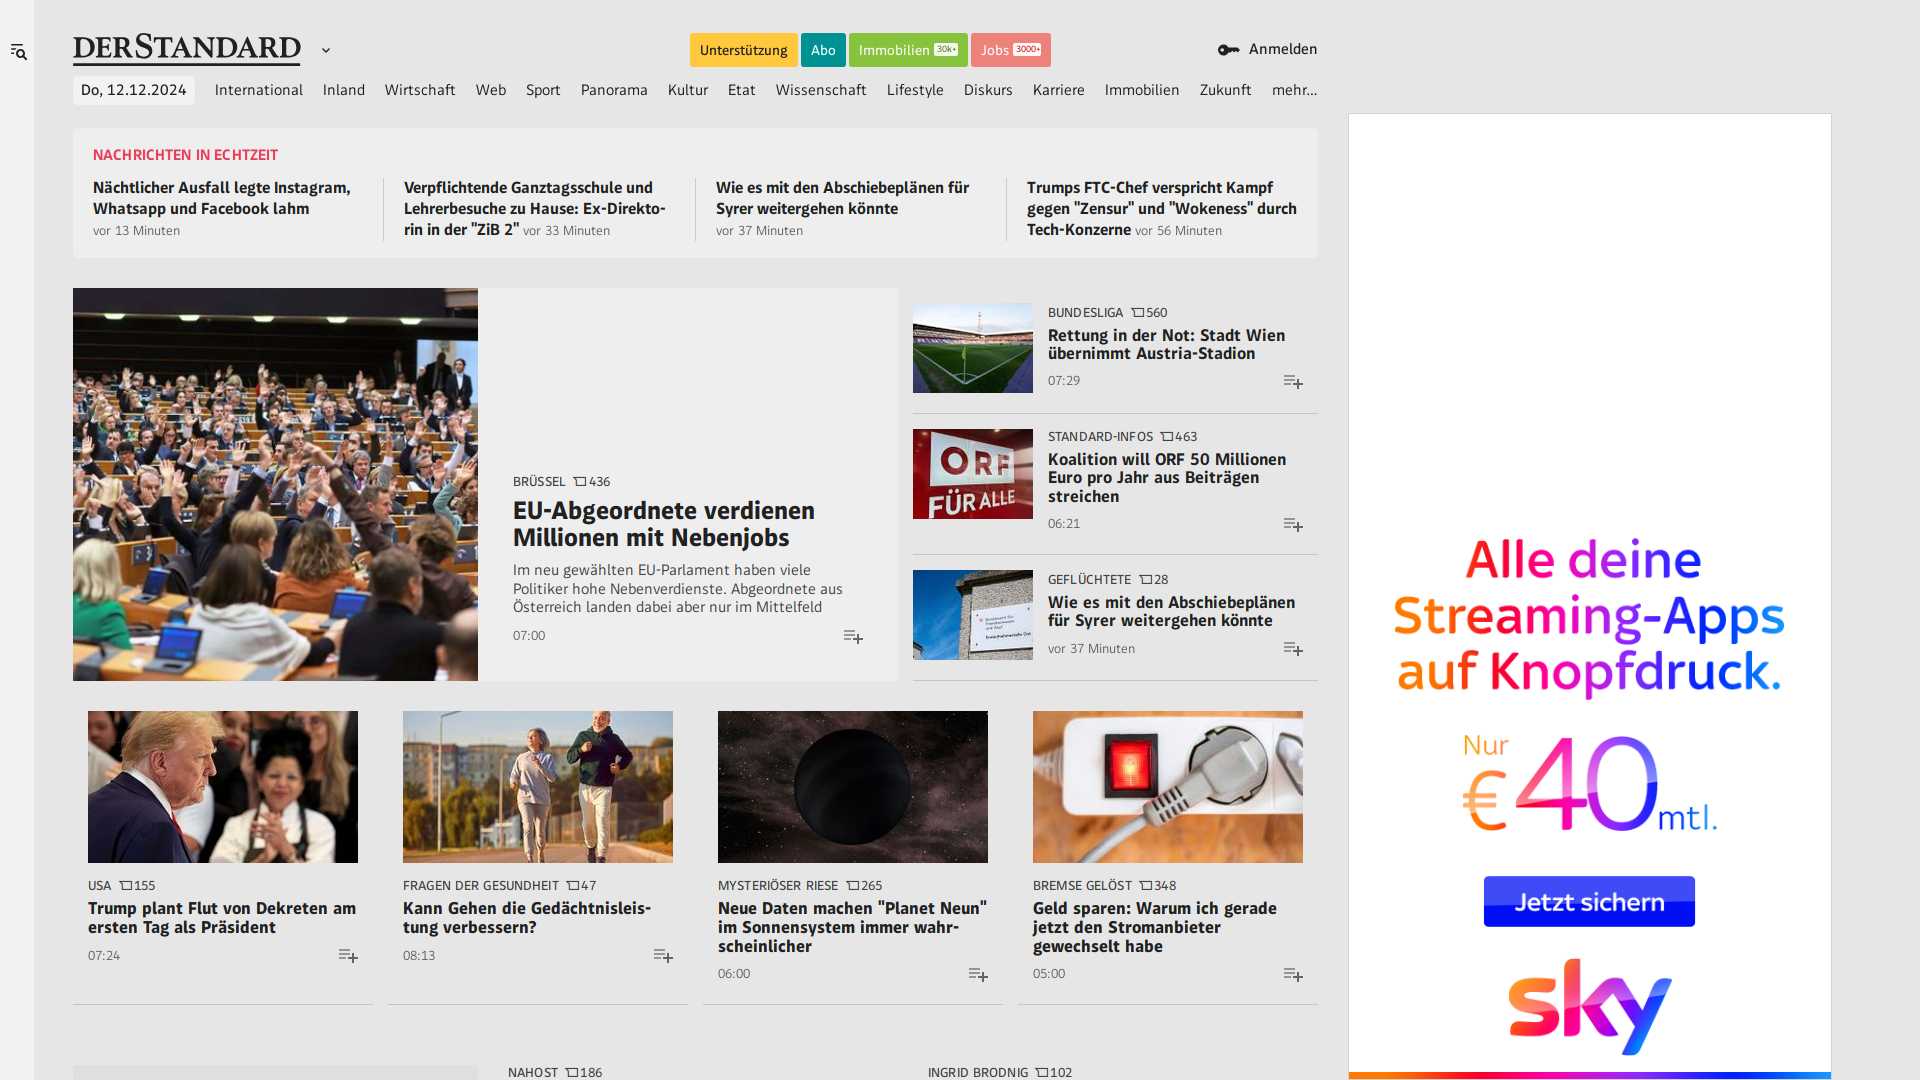 DERSTANDARD
Unterstützung
Abo
Immobilien 30k+
Jobs 3000+
Anmelden
Do, 12.12.2024
International
Inland
Wirtschaft
Web
Sport
Panorama
Kultur
Etat
Wissenschaft
Lifestyle
Diskurs
Karriere
Immobilien
Zukunft
mehr...
NACHRICHTEN IN ECHTZEIT
Nächtlicher Ausfall legte Instagram,
Whatsapp und Facebook lahm
vor 13 Minuten
Verpflichtende Ganztagsschule und
Lehrerbesuche zu Hause: Ex-Direkto-
rin in der "ZiB 2" vor 33 Minuten
Wie es mit den Abschiebeplänen für
Syrer weitergehen könnte
vor 37 Minuten
Trumps FTC-Chef verspricht Kampf
gegen "Zensur" und "Wokeness" durch
Tech-Konzerne vor 56 Minuten
BRÜSSEL 436
EU-Abgeordnete verdienen
Millionen mit Nebenjobs
Im neu gewählten EU-Parlament haben viele
Politiker hohe Nebenverdienste. Abgeordnete aus
Österreich landen dabei aber nur im Mittelfeld
07:00
BUNDESLIGA 560
Rettung in der Not: Stadt Wien
übernimmt Austria-Stadion
07:29
ORF
FÜR ALLE
STANDARD-INFOS 463
Koalition will ORF 50 Millionen
Euro pro Jahr aus Beiträgen
streichen
06:21
GEFLÜCHTETE 28
Wie es mit den Abschiebeplänen
für Syrer weitergehen könnte
vor 37 Minuten
USA 155
Trump plant Flut von Dekreten am
ersten Tag als Präsident
07:24
FRAGEN DER GESUNDHEIT 47
Kann Gehen die Gedächtnisleis-
tung verbessern?
08:13
MYSTERIÖSER RIESE 265
Neue Daten machen "Planet Neun"
im Sonnensystem immer wahr-
scheinlicher
06:00
BREMSE GELÖST 348
Geld sparen: Warum ich gerade
jetzt den Stromanbieter
gewechselt habe
05:00
NAHOST 186
INGRID BRODNIG 102
Alle deine
Streaming-Apps
auf Knopfdruck.
Nur
€ 40 mtl.
Jetzt sichern
sky